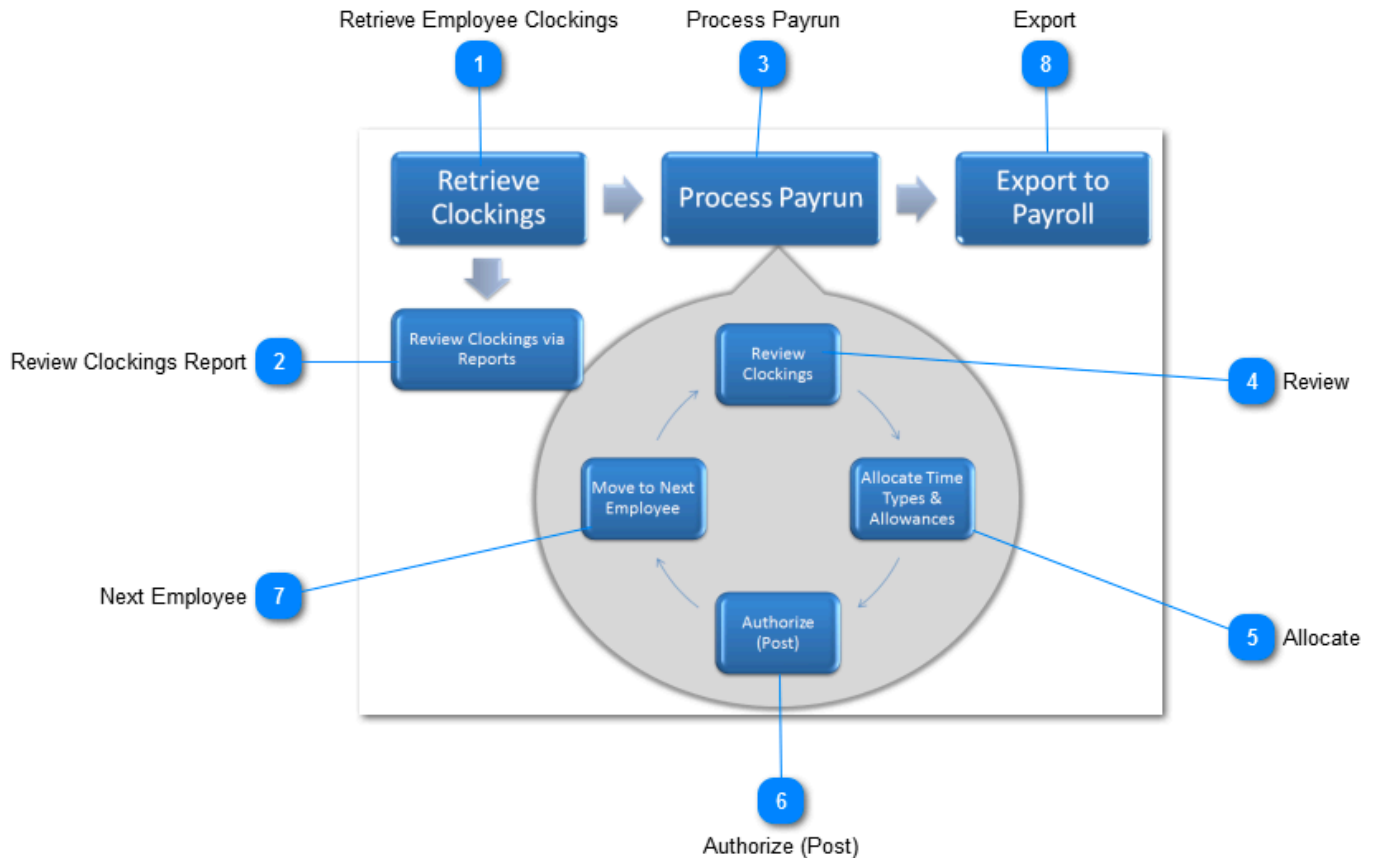 Retrieve Employee Clockings
Process Payrun
Export
1
3
8
Retrieve
Clockings
Process Payrun
Export to
Payroll
Review Clockings via
Reports
Review Clockings Report
2
Review
Clockings
4
Review
Move to Next
Employee
Allocate Time
Types &
Allowances
Next Employee
7
Authorize
(Post)
5
Allocate
6
Authorize (Post)